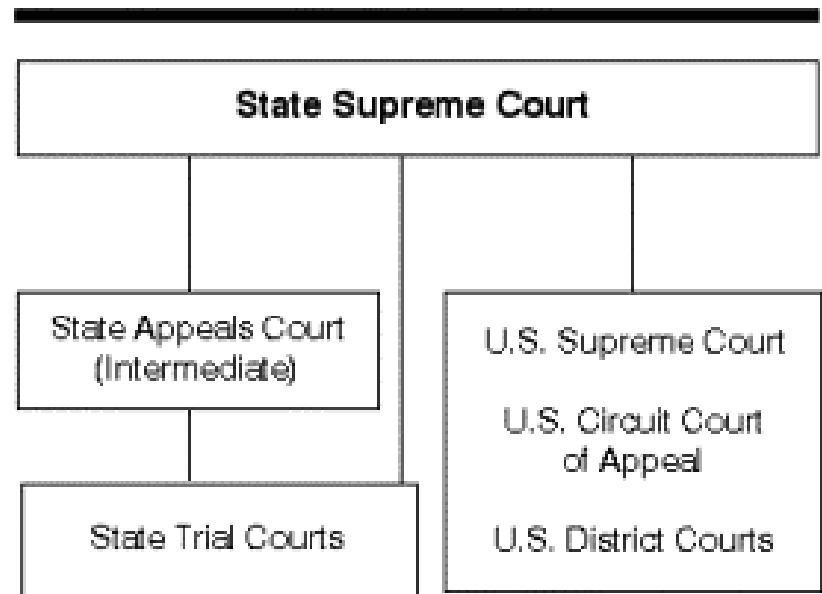 State Supreme Court
State Appeals Court
(Intermediate)
State Trial Courts
U.S. Supreme Court
U.S. Circuit Court
of Appeal
U.S. District Courts